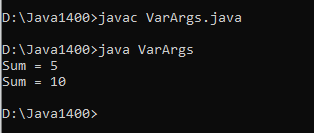 D:\Java1400>javac VarArgs.java
D:\Java1400>java VarArgs
Sum = 5
Sum = 10
D:\Java1400>